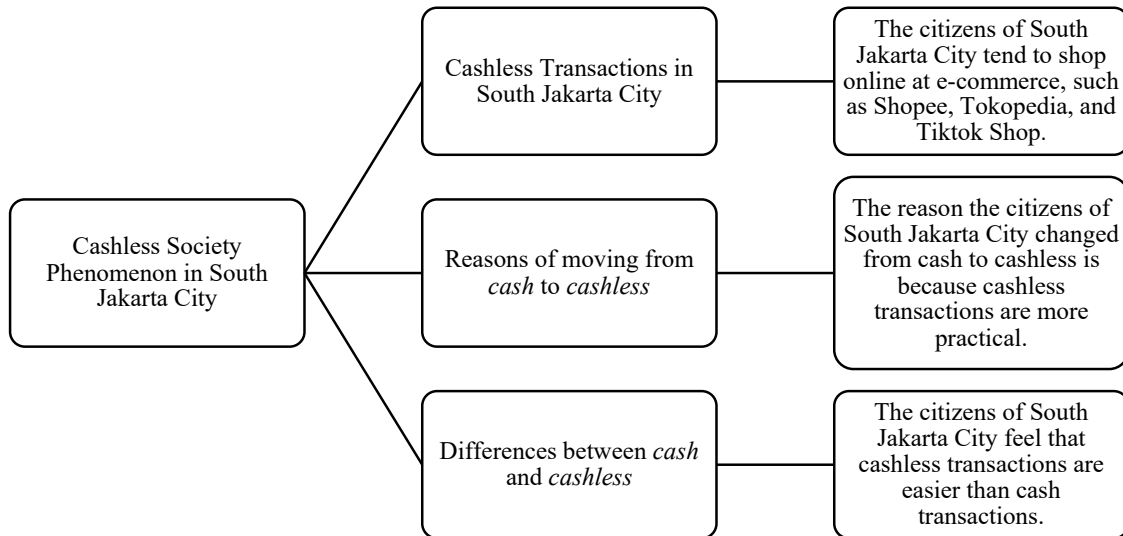 Cashless Society
Phenomenon in South
Jakarta City
Cashless Transactions in
South Jakarta City
The citizens of South
Jakarta City tend to shop
online at e-commerce, such
as Shopee, Tokopedia, and
Tiktok Shop.
Reasons of moving from
cash to cashless
The reason the citizens of
South Jakarta City changed
from cash to cashless is
because cashless
transactions are more
practical.
Differences between cash
and cashless
The citizens of South
Jakarta City feel that
cashless transactions are
easier than cash
transactions.